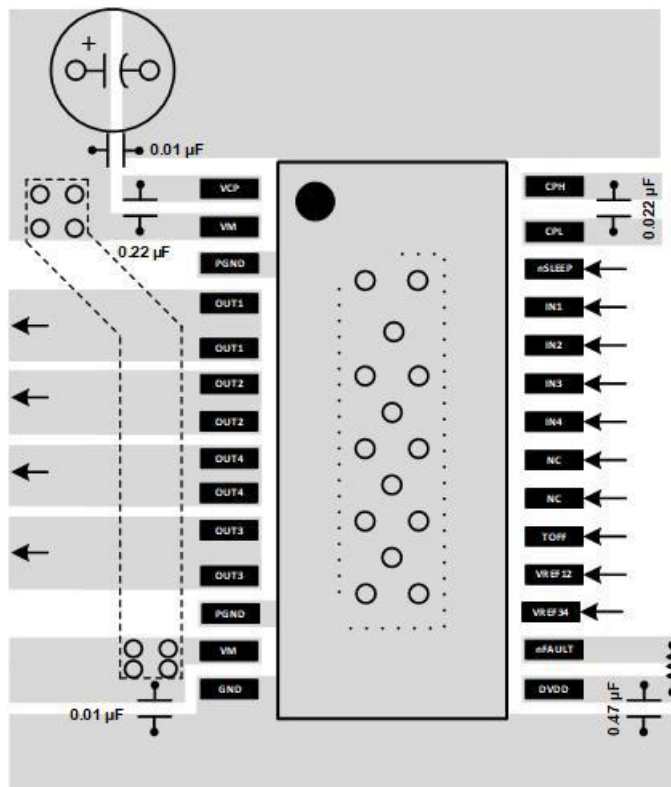 +
0.01 µF
VCP
CPH
0.022 µF
VM
CPL
0.22 µF
PGND
nSLEEP
OUT1
IN1
OUT1
IN2
OUT2
IN3
OUT2
IN4
OUT4
NC
OUT4
NC
OUT3
TOFF
OUT3
VREF12
PGND
VREF34
VM
nFAULT
GND
DVDD
0.01 µF
0.47 µF